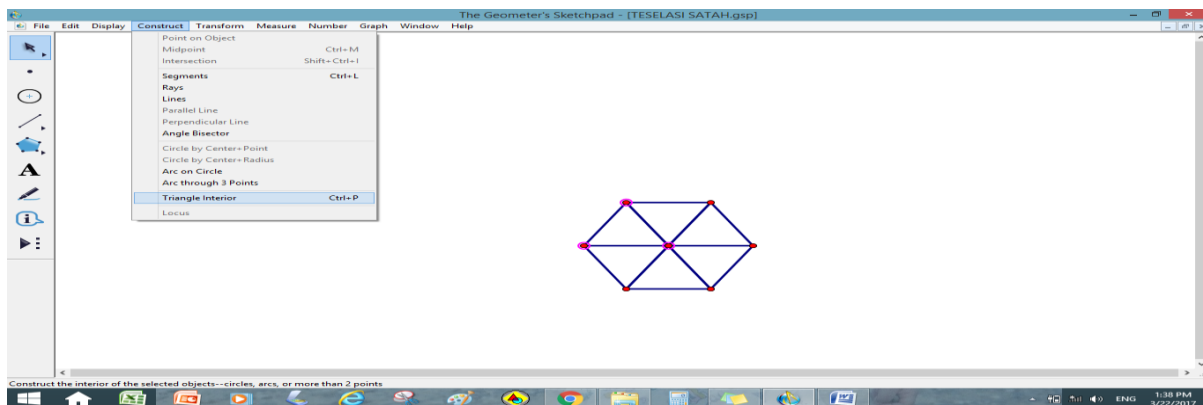 The Geometer's Sketchpad - [TESELASI SATAH.gsp]
File Edit Display Construct Transform Measure Number Graph Window Help
Point on Object
Midpoint Ctrl+M
Intersection Shift+Ctrl+I
Segments Ctrl+L
Rays
Lines
Parallel Line
Perpendicular Line
Angle Bisector
Circle by Center+Point
Circle by Center+Radius
Arc on Circle
Arc through 3 Points
Triangle Interior Ctrl+P
Locus
A
Construct the interior of the selected objects--circles, arcs, or more than 2 points
ENG
1:38 PM
3/22/2017